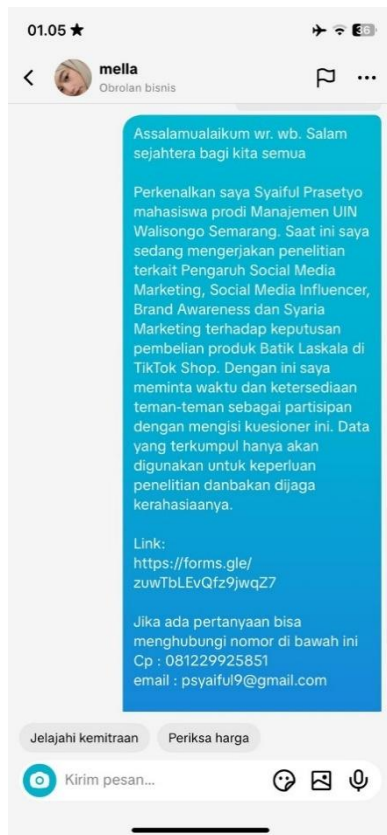 01.05 ★
36
mella
Obrolan bisnis
Assalamualaikum wr. wb. Salam
sejahtera bagi kita semua
Perkenalkan saya Syaiful Prasetyo
mahasiswa prodi Manajemen UIN
Walisongo Semarang. Saat ini saya
sedang mengerjakan penelitian
terkait Pengaruh Social Media
Marketing, Social Media Influencer,
Brand Awareness dan Syaria
Marketing terhadap keputusan
pembelian produk Batik Laskala di
TikTok Shop. Dengan ini saya
meminta waktu dan ketersediaan
teman-teman sebagai partisipan
dengan mengisi kuesioner ini. Data
yang terkumpul hanya akan
digunakan untuk keperluan
penelitian danbakan dijaga
kerahasiaanya.
Link:
https://forms.gle/
zuwTbLEvQfz9jwqZ7
Jika ada pertanyaan bisa
menghubungi nomor di bawah ini
Cp : 081229925851
email : psyaiful9@gmail.com
Jelajahi kemitraan
Periksa harga
Kirim pesan...